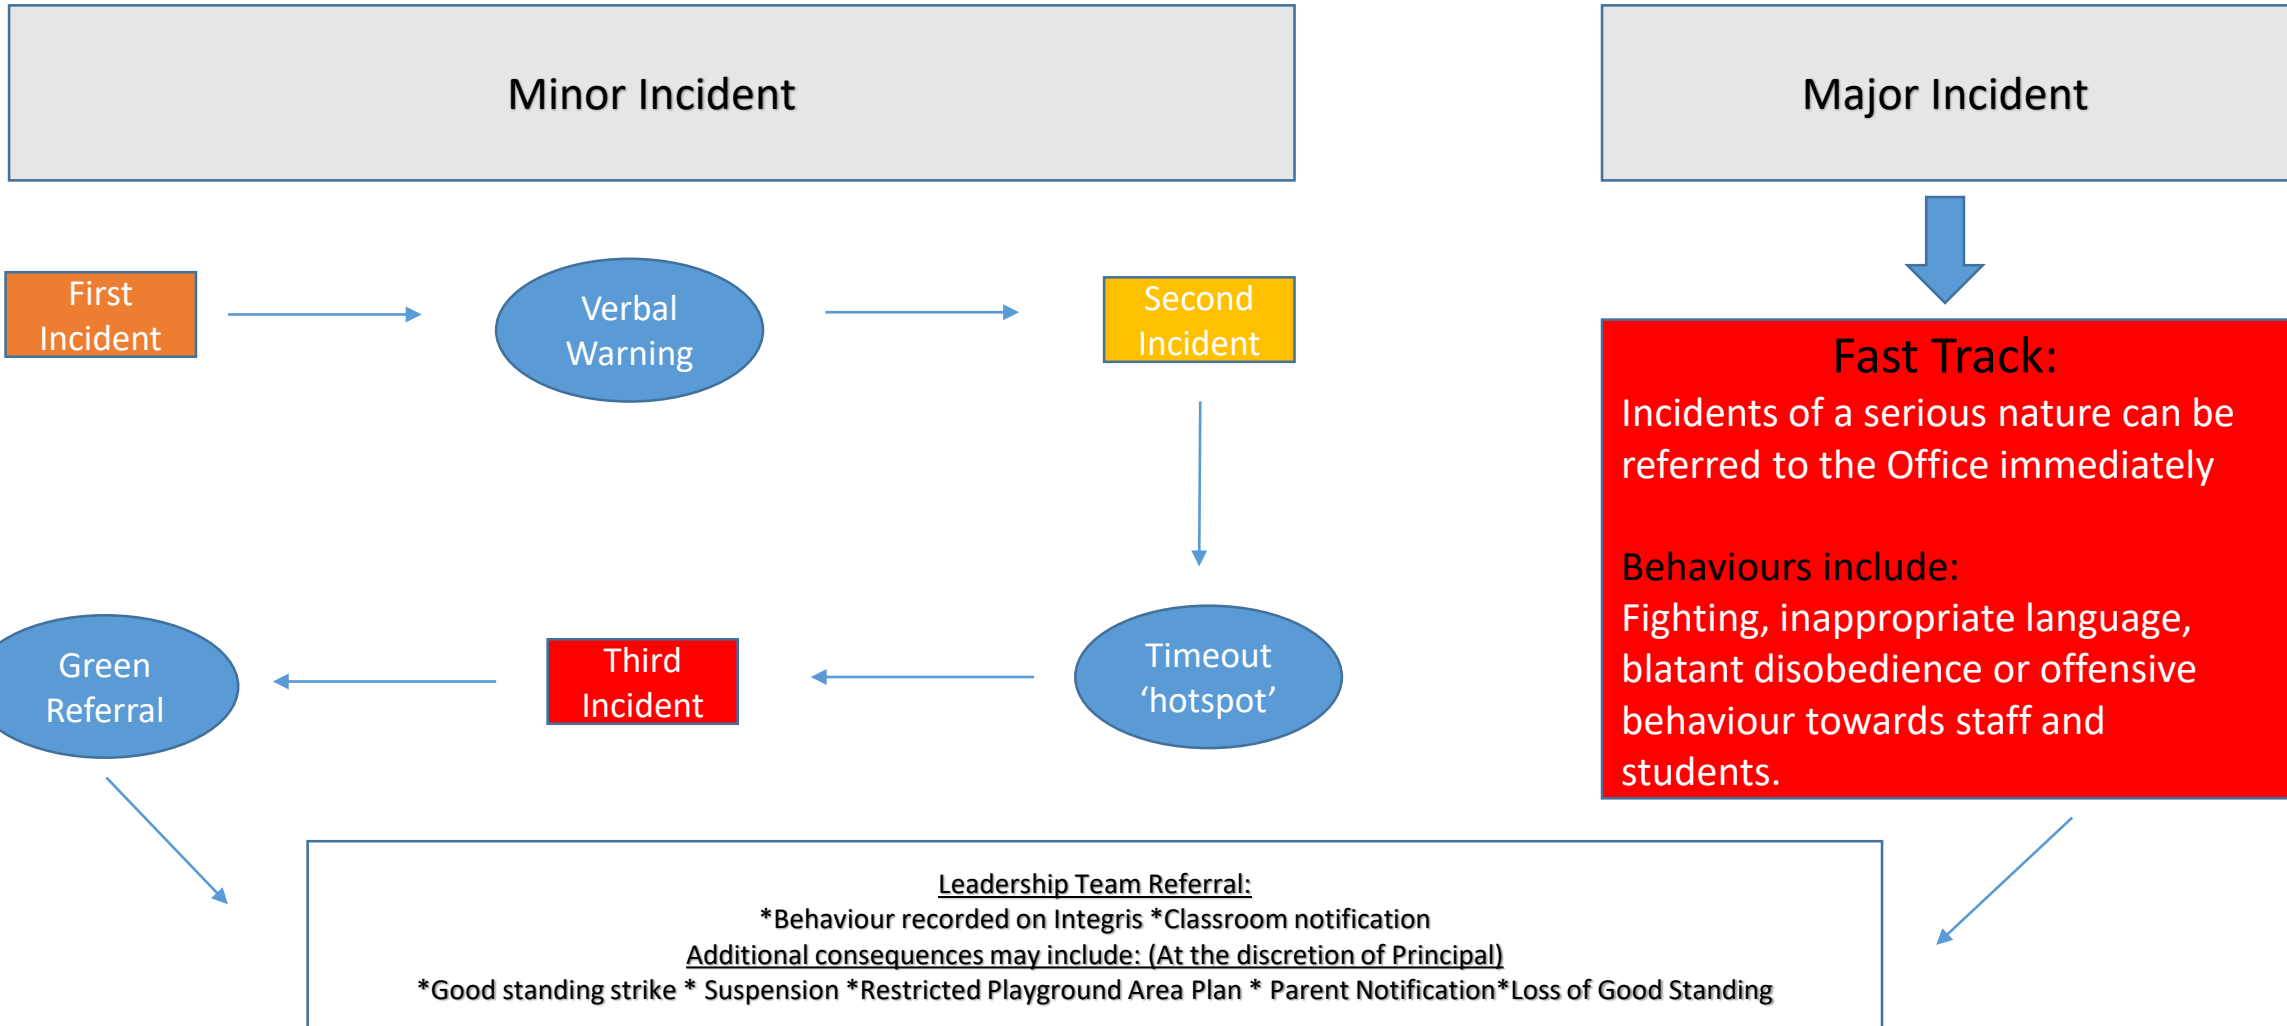 Minor Incident
Major Incident
First
Incident
Verbal
Warning
Second
Incident
Fast Track:
Incidents of a serious nature can be
referred to the Office immediately
Behaviours include:
Fighting, inappropriate language,
blatant disobedience or offensive
behaviour towards staff and
students.
Timeout
‘hotspot’
Third
Incident
Green
Referral
Leadership Team Referral:
*Behaviour recorded on Integris *Classroom notification
Additional consequences may include: (At the discretion of Principal)
*Good standing strike * Suspension *Restricted Playground Area Plan * Parent Notification*Loss of Good Standing